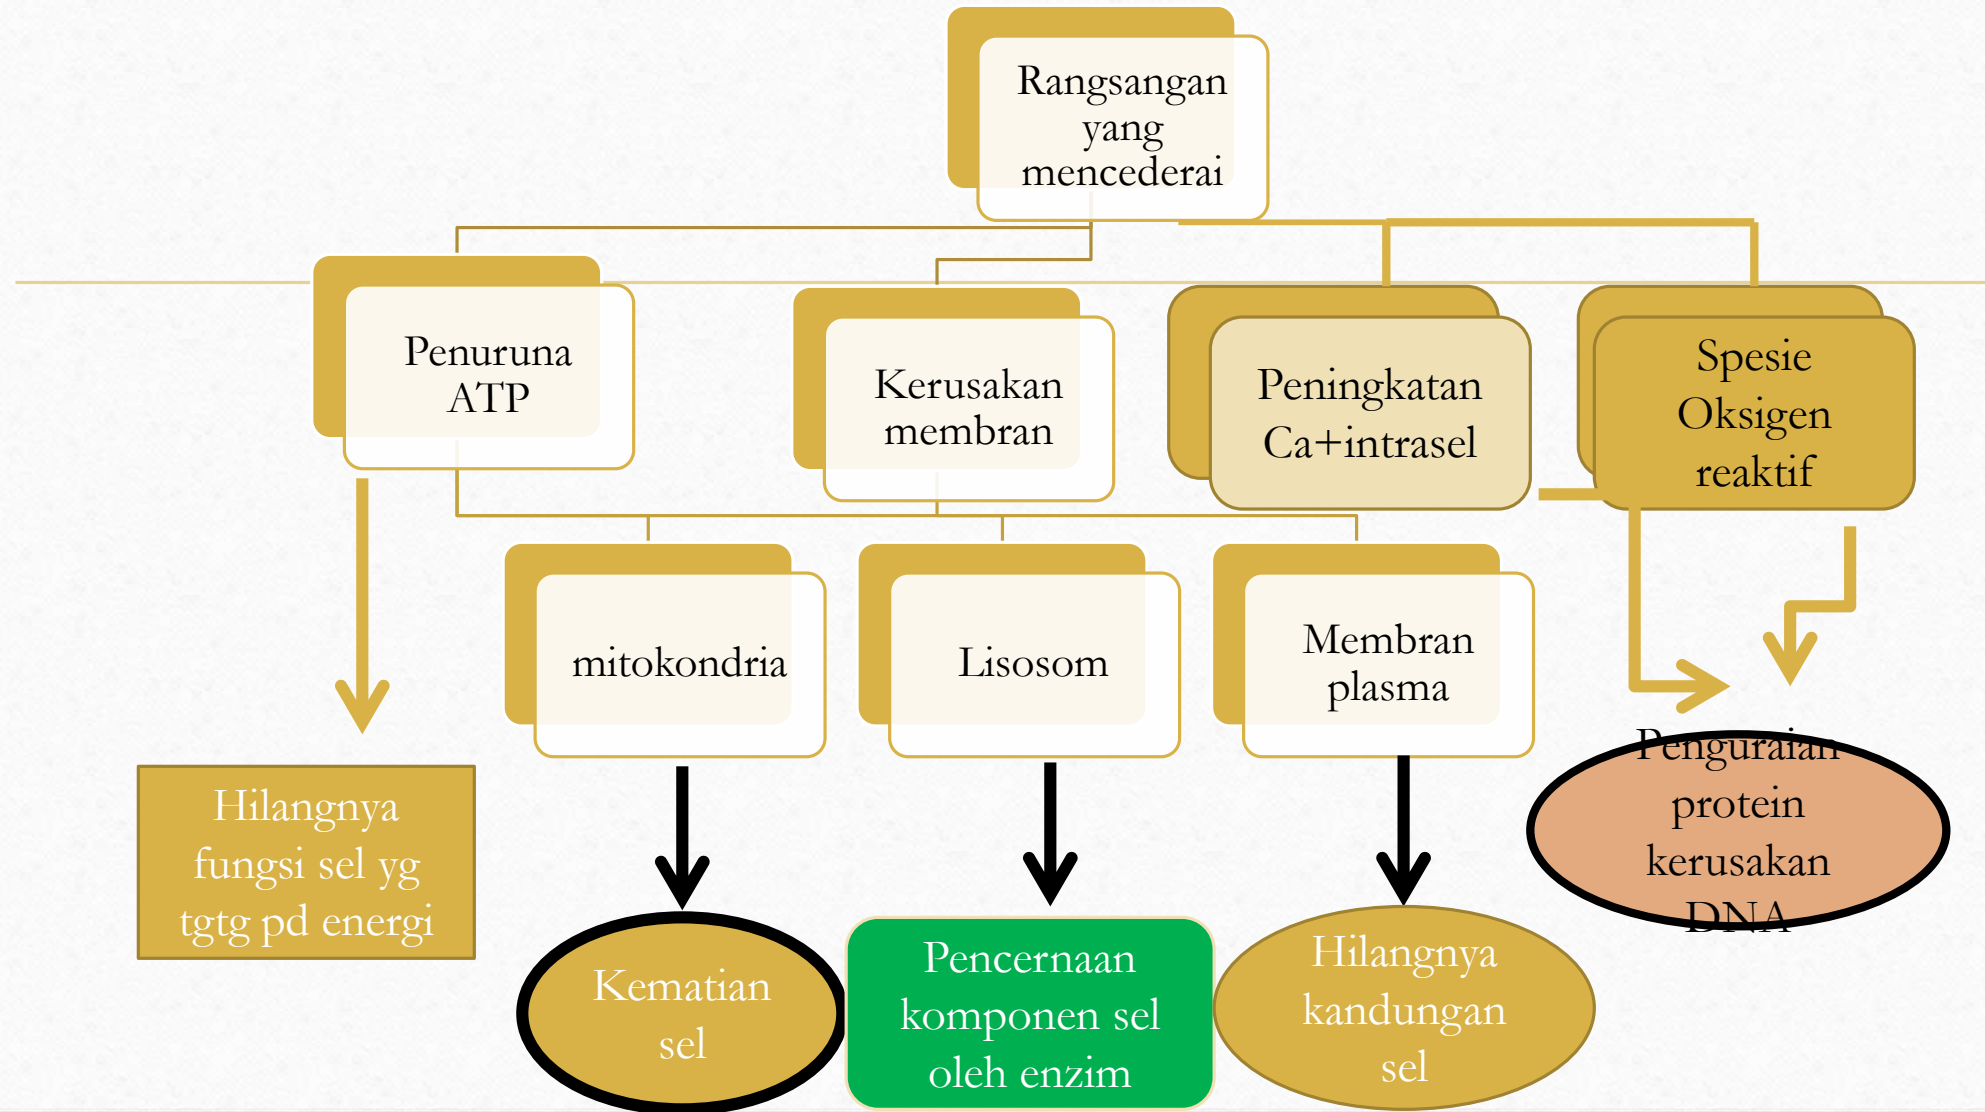 Rangsangan
yang
mencederai
Penuruna
ATP
Kerusakan
membran
Peningkatan
Ca+intrasel
Spesie
Oksigen
reaktif
mitokondria
Lisosom
Membran
plasma
Hilangnya
fungsi sel yg
tgtg pd energi
Kematian
sel
Pencernaan
komponen sel
oleh enzim
Hilangnya
kandungan
sel
Penguraian
protein
kerusakan
DNA